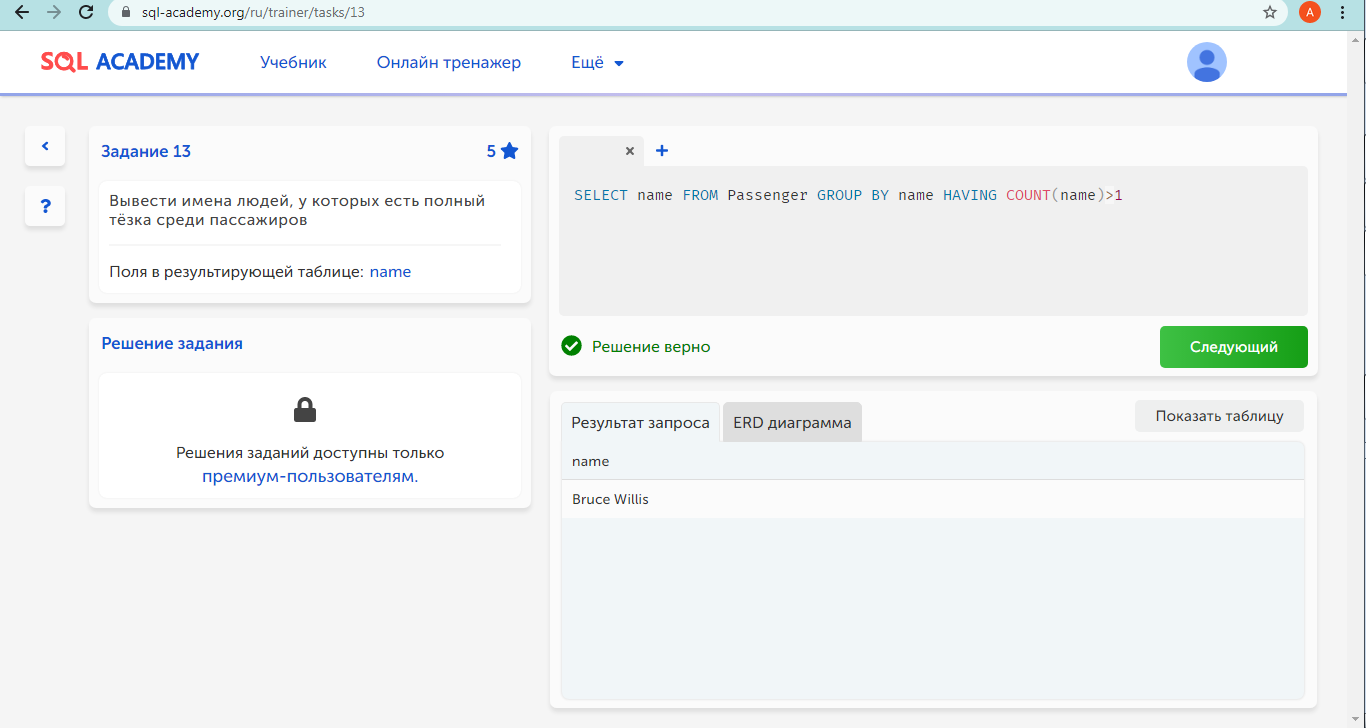 sql-academy.org/ru/trainer/tasks/13
A
SQL ACADEMY
Учебник
Онлайн тренажер
Ещё
Задание 13
5
Вывести имена людей, у которых есть полный
тёзка среди пассажиров
Поля в результирующей таблице: name
?
Решение задания
Решения заданий доступны только
премиум-пользователям.
SELECT name FROM Passenger GROUP BY name HAVING COUNT(name)>1
Решение верно
Следующий
Результат запроса
ERD диаграмма
Показать таблицу
name
Bruce Willis